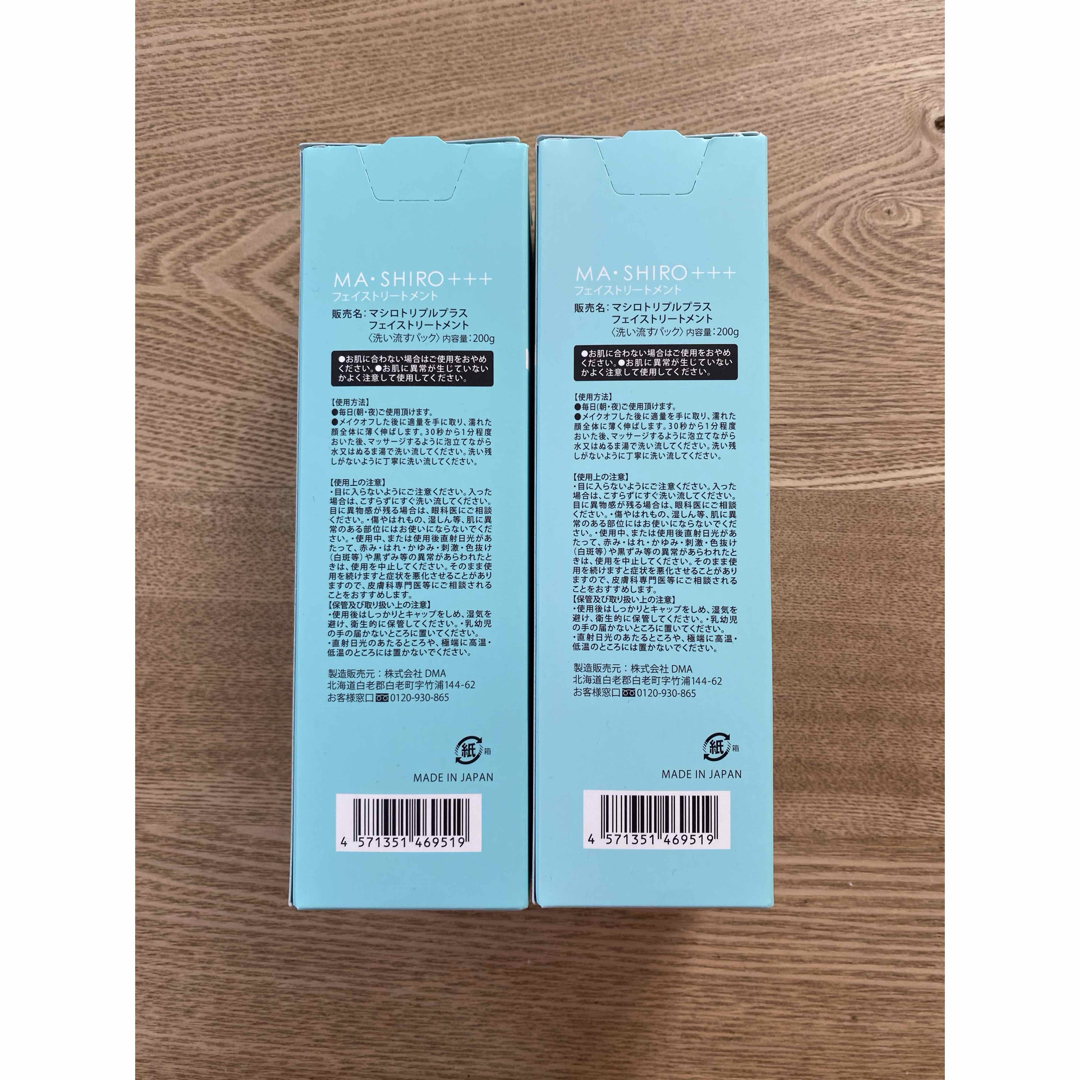 MA・SHIRO+++
フェイストリートメント
販売名：マシロトリプルプラス
フェイストリートメント
〈洗い流すパック〉内容量：200g
●お肌に合わない場合はご使用をおやめ
ください。●お肌に異常が生じていない
かよく注意して使用してください。
【使用方法】
●毎日(朝・夜)ご使用頂けます。
●メイクオフした後に適量を手に取り、濡れた
顔全体に薄く伸ばします。30秒から1分程度
おいた後、マッサージするように泡立てながら
水又はぬるま湯で洗い流してください。洗い残
しがないように丁寧に洗い流してください。
【使用上の注意】
・目に入らないようにご注意ください。入った
場合は、こすらずにすぐ洗い流してください。
目に異物感が残る場合は、眼科医にご相談
ください。・傷やはれもの、湿しん等、肌に異
常のある部位にはお使いにならないでくだ
さい。・使用中、または使用後直射日光があ
たって、赤み・はれ・かゆみ・刺激・色抜け
(白斑等)や黒ずみ等の異常があらわれたと
きは、使用を中止してください。そのまま使
用を続けますと症状を悪化させることがあり
ますので、皮膚科専門医等にご相談される
ことをおすすめします。
【保管及び取り扱い上の注意】
・使用後はしっかりとキャップをしめ、湿気を
避け、衛生的に保管してください。・乳幼児
の手の届かないところに置いてください。
・直射日光のあたるところや、極端に高温・
低温のところには置かないでください。
製造販売元：株式会社DMA
北海道白老郡白老町字竹浦144-62
お客様窓口 0120-930-865
紙 箱
MADE IN JAPAN
4 571351 469519
MA・SHIRO+++
フェイストリートメント
販売名：マシロトリプルプラス
フェイストリートメント
〈洗い流すパック〉内容量：200g
●お肌に合わない場合はご使用をおやめ
ください。●お肌に異常が生じていない
かよく注意して使用してください。
【使用方法】
●毎日(朝・夜)ご使用頂けます。
●メイクオフした後に適量を手に取り、濡れた
顔全体に薄く伸ばします。30秒から1分程度
おいた後、マッサージするように泡立てながら
水又はぬるま湯で洗い流してください。洗い残
しがないように丁寧に洗い流してください。
【使用上の注意】
・目に入らないようにご注意ください。入った
場合は、こすらずにすぐ洗い流してください。
目に異物感が残る場合は、眼科医にご相談
ください。・傷やはれもの、湿しん等、肌に異
常のある部位にはお使いにならないでくだ
さい。・使用中、または使用後直射日光があ
たって、赤み・はれ・かゆみ・刺激・色抜け
(白斑等)や黒ずみ等の異常があらわれたと
きは、使用を中止してください。そのまま使
用を続けますと症状を悪化させることがあり
ますので、皮膚科専門医等にご相談される
ことをおすすめします。
【保管及び取り扱い上の注意】
・使用後はしっかりとキャップをしめ、湿気を
避け、衛生的に保管してください。・乳幼児
の手の届かないところに置いてください。
・直射日光のあたるところや、極端に高温・
低温のところには置かないでください。
製造販売元：株式会社DMA
北海道白老郡白老町字竹浦144-62
お客様窓口 0120-930-865
紙 箱
MADE IN JAPAN
4 571351 469519